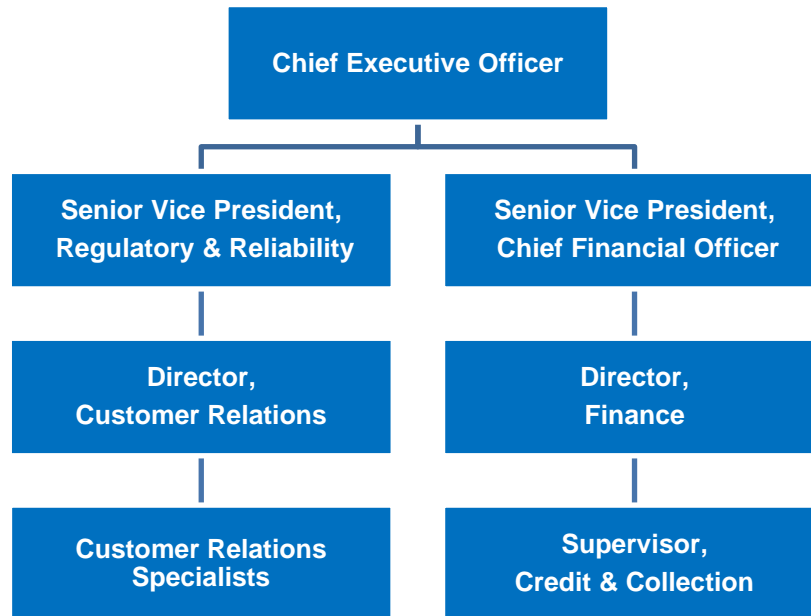 Chief Executive Officer
Senior Vice President,
Regulatory & Reliability
Senior Vice President,
Chief Financial Officer
Director,
Customer Relations
Director,
Finance
Customer Relations
Specialists
Supervisor,
Credit & Collection